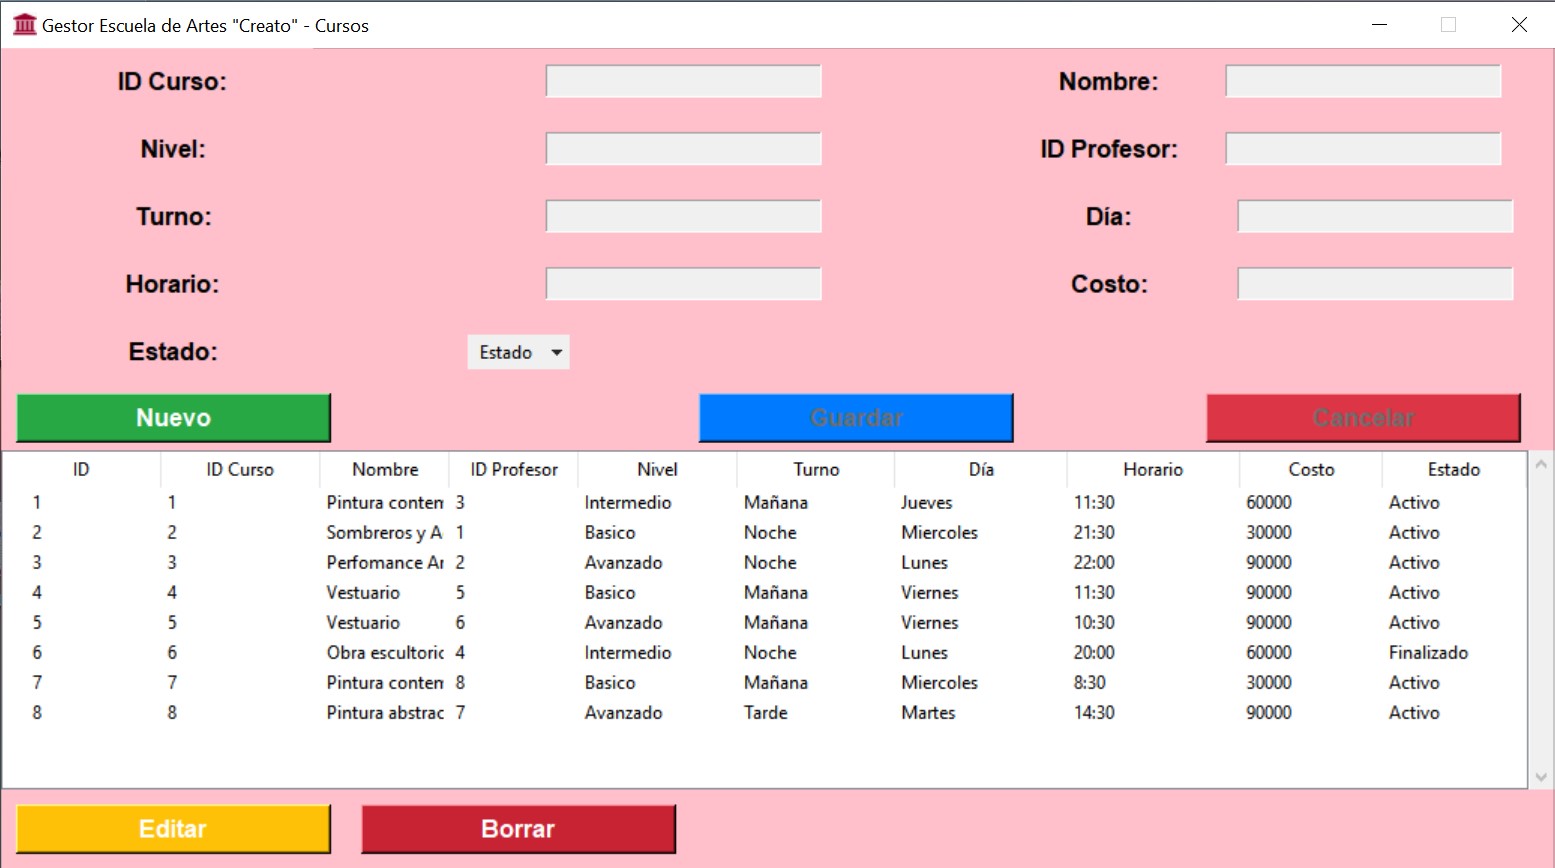 Gestor Escuela de Artes "Creato" - Cursos
ID Curso: Nombre:
Nivel: ID Profesor:
Turno: Día:
Horario: Costo:
Estado: Estado
Nuevo Guardar Cancelar
ID ID Curso Nombre ID Profesor Nivel Turno Día Horario Costo Estado
1 1 Pintura conten 3 Intermedio Mañana Jueves 11:30 60000 Activo
2 2 Sombreros y A 1 Basico Noche Miercoles 21:30 30000 Activo
3 3 Perfomance Ar 2 Avanzado Noche Lunes 22:00 90000 Activo
4 4 Vestuario 5 Basico Mañana Viernes 11:30 90000 Activo
5 5 Vestuario 6 Avanzado Mañana Viernes 10:30 90000 Activo
6 6 Obra escultoric 4 Intermedio Noche Lunes 20:00 60000 Finalizado
7 7 Pintura conten 8 Basico Mañana Miercoles 8:30 30000 Activo
8 8 Pintura abstrac 7 Avanzado Tarde Martes 14:30 90000 Activo
Editar Borrar